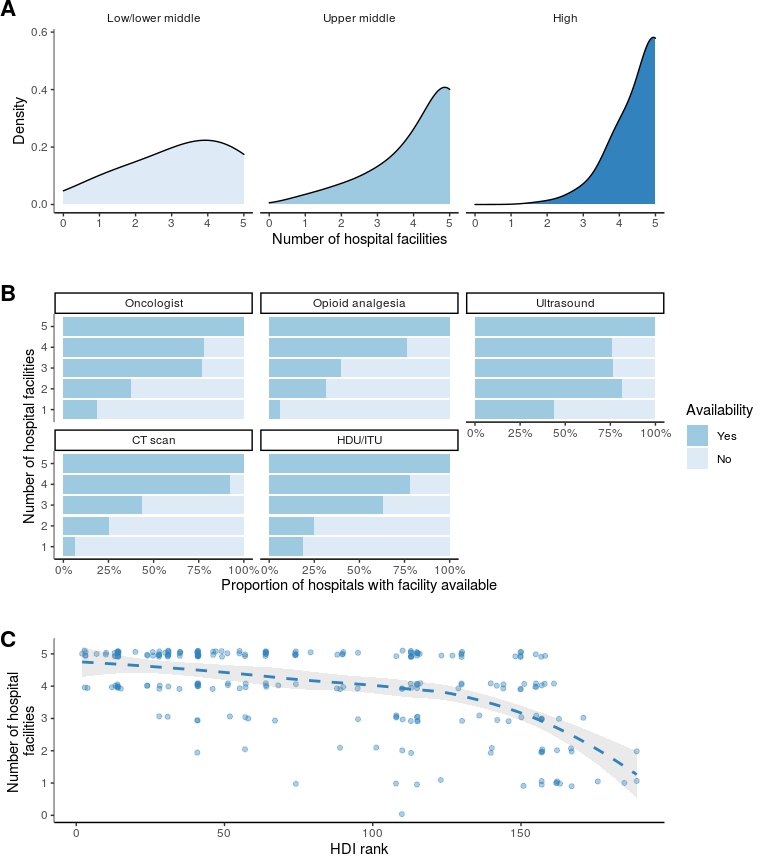 A
Low/lower middle
Upper middle
High
Density
0.6
0.4
0.2
0.0
0 1 2 3 4 5
0 1 2 3 4 5
0 1 2 3 4 5
Number of hospital facilities
B
Oncologist
Opioid analgesia
Ultrasound
Number of hospital facilities
5
4
3
2
1
0% 25% 50% 75% 100%
CT scan
HDU/ITU
5
4
3
2
1
0% 25% 50% 75% 100%
0% 25% 50% 75% 100%
Proportion of hospitals with facility available
Availability
Yes
No
C
Number of hospital
facilities
5
4
3
2
1
0
0 50 100 150
HDI rank